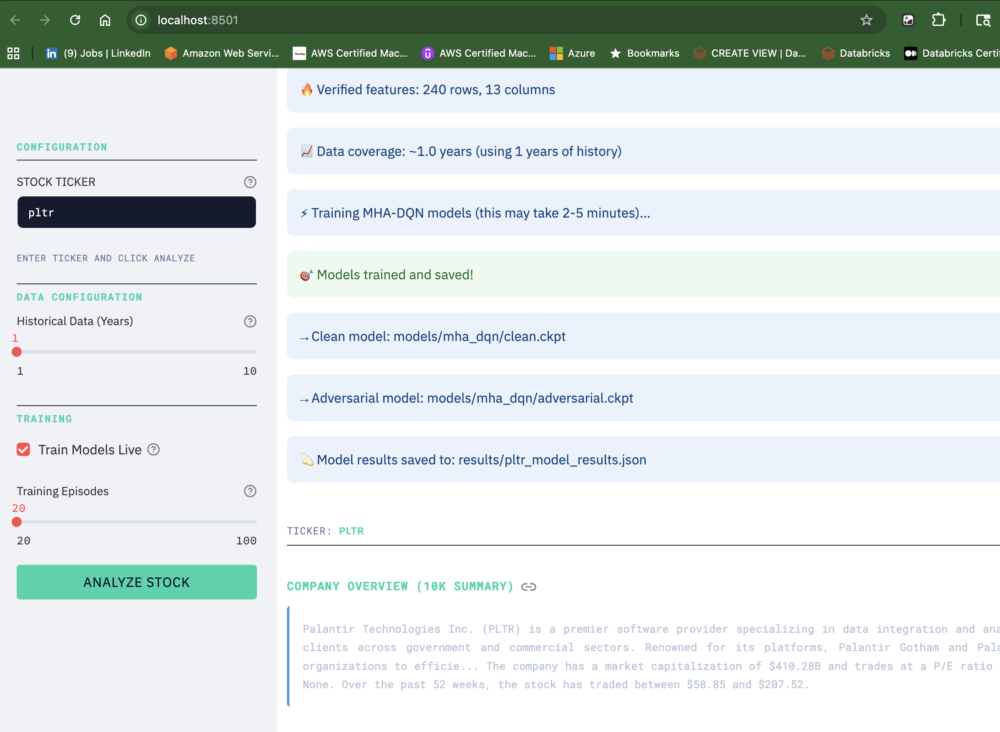 localhost:8501
(9) Jobs | LinkedIn
Amazon Web Servi...
AWS Certified Mac...
AWS Certified Mac...
Azure
Bookmarks
CREATE VIEW | Da...
Databricks
Databricks Certif
CONFIGURATION
STOCK TICKER
pltr
ENTER TICKER AND CLICK ANALYZE
DATA CONFIGURATION
Historical Data (Years)
1
1 10
TRAINING
Train Models Live
Training Episodes
20
20 100
ANALYZE STOCK
🔥 Verified features: 240 rows, 13 columns
📈 Data coverage: ~1.0 years (using 1 years of history)
⚡ Training MHA-DQN models (this may take 2-5 minutes)...
🎯 Models trained and saved!
→ Clean model: models/mha_dqn/clean.ckpt
→ Adversarial model: models/mha_dqn/adversarial.ckpt
💫 Model results saved to: results/pltr_model_results.json
TICKER: PLTR
COMPANY OVERVIEW (10K SUMMARY)
Palantir Technologies Inc. (PLTR) is a premier software provider specializing in data integration and ana
clients across government and commercial sectors. Renowned for its platforms, Palantir Gotham and Pala
organizations to efficie... The company has a market capitalization of $410.28B and trades at a P/E ratio
None. Over the past 52 weeks, the stock has traded between $58.85 and $207.52.